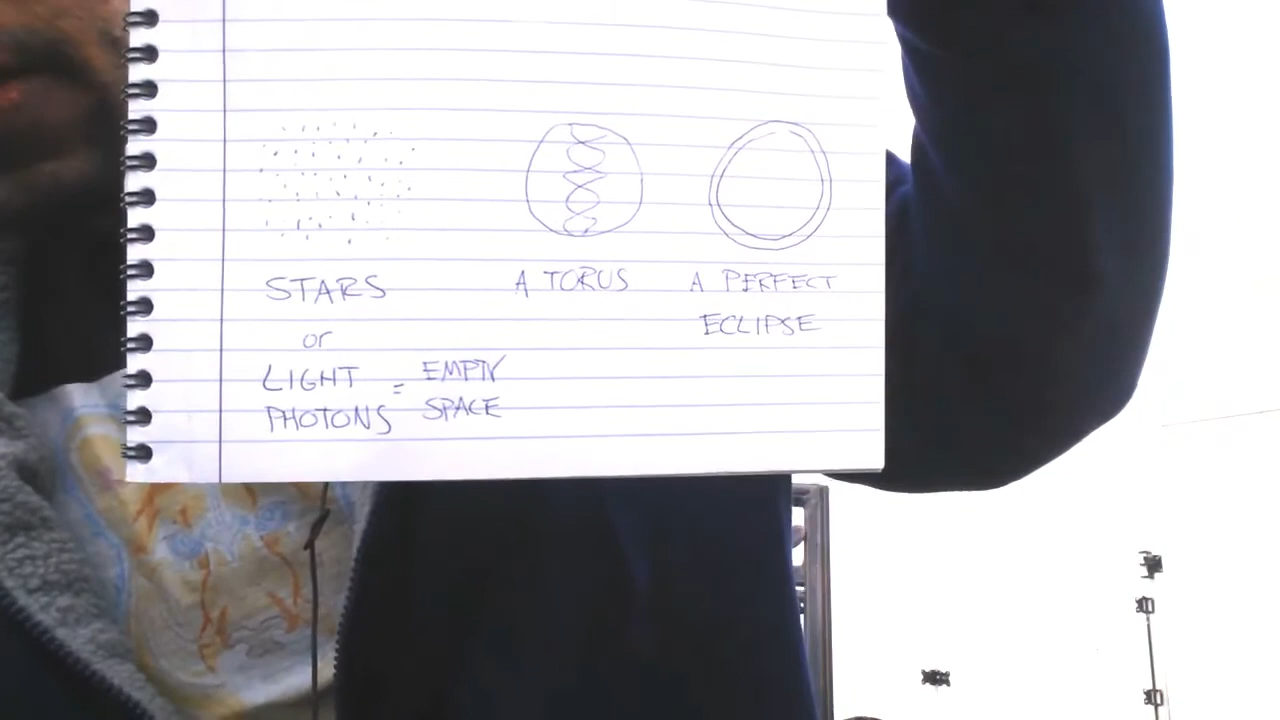 STARS
or
LIGHT
PHOTONS = EMPTY
SPACE
A TORUS
A PERFECT
ECLIPSE